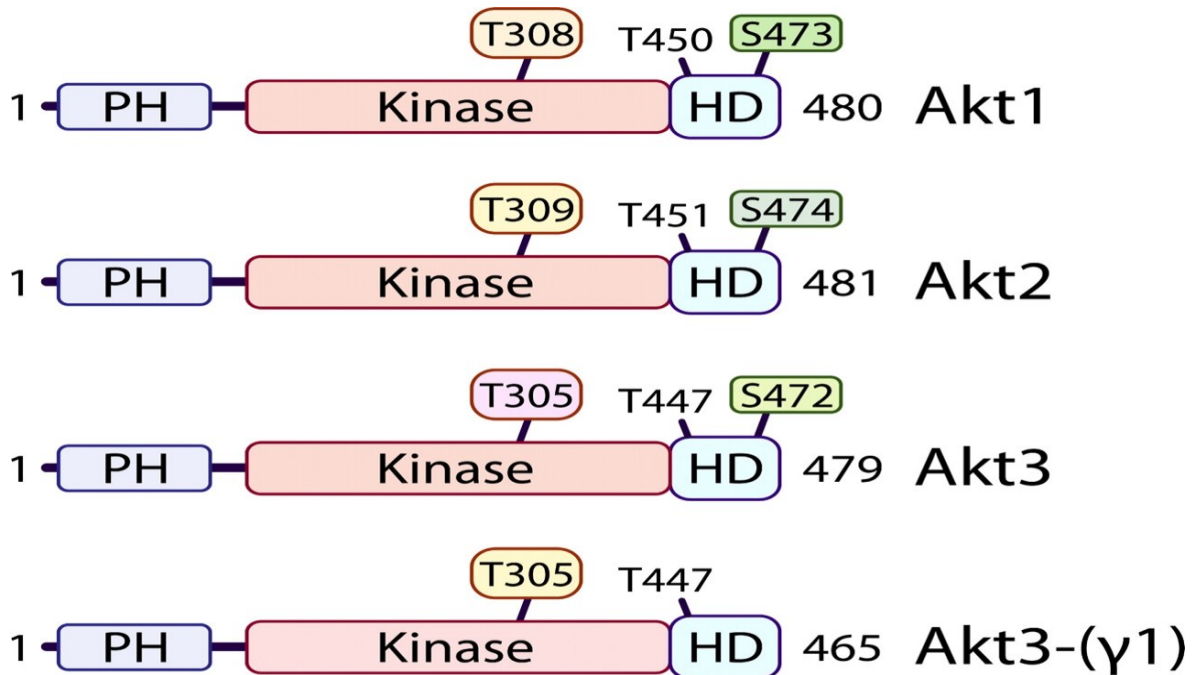 T308 T450 S473
1 PH Kinase HD 480 Akt1
T309 T451 S474
1 PH Kinase HD 481 Akt2
T305 T447 S472
1 PH Kinase HD 479 Akt3
T305 T447
1 PH Kinase HD 465 Akt3-(γ1)